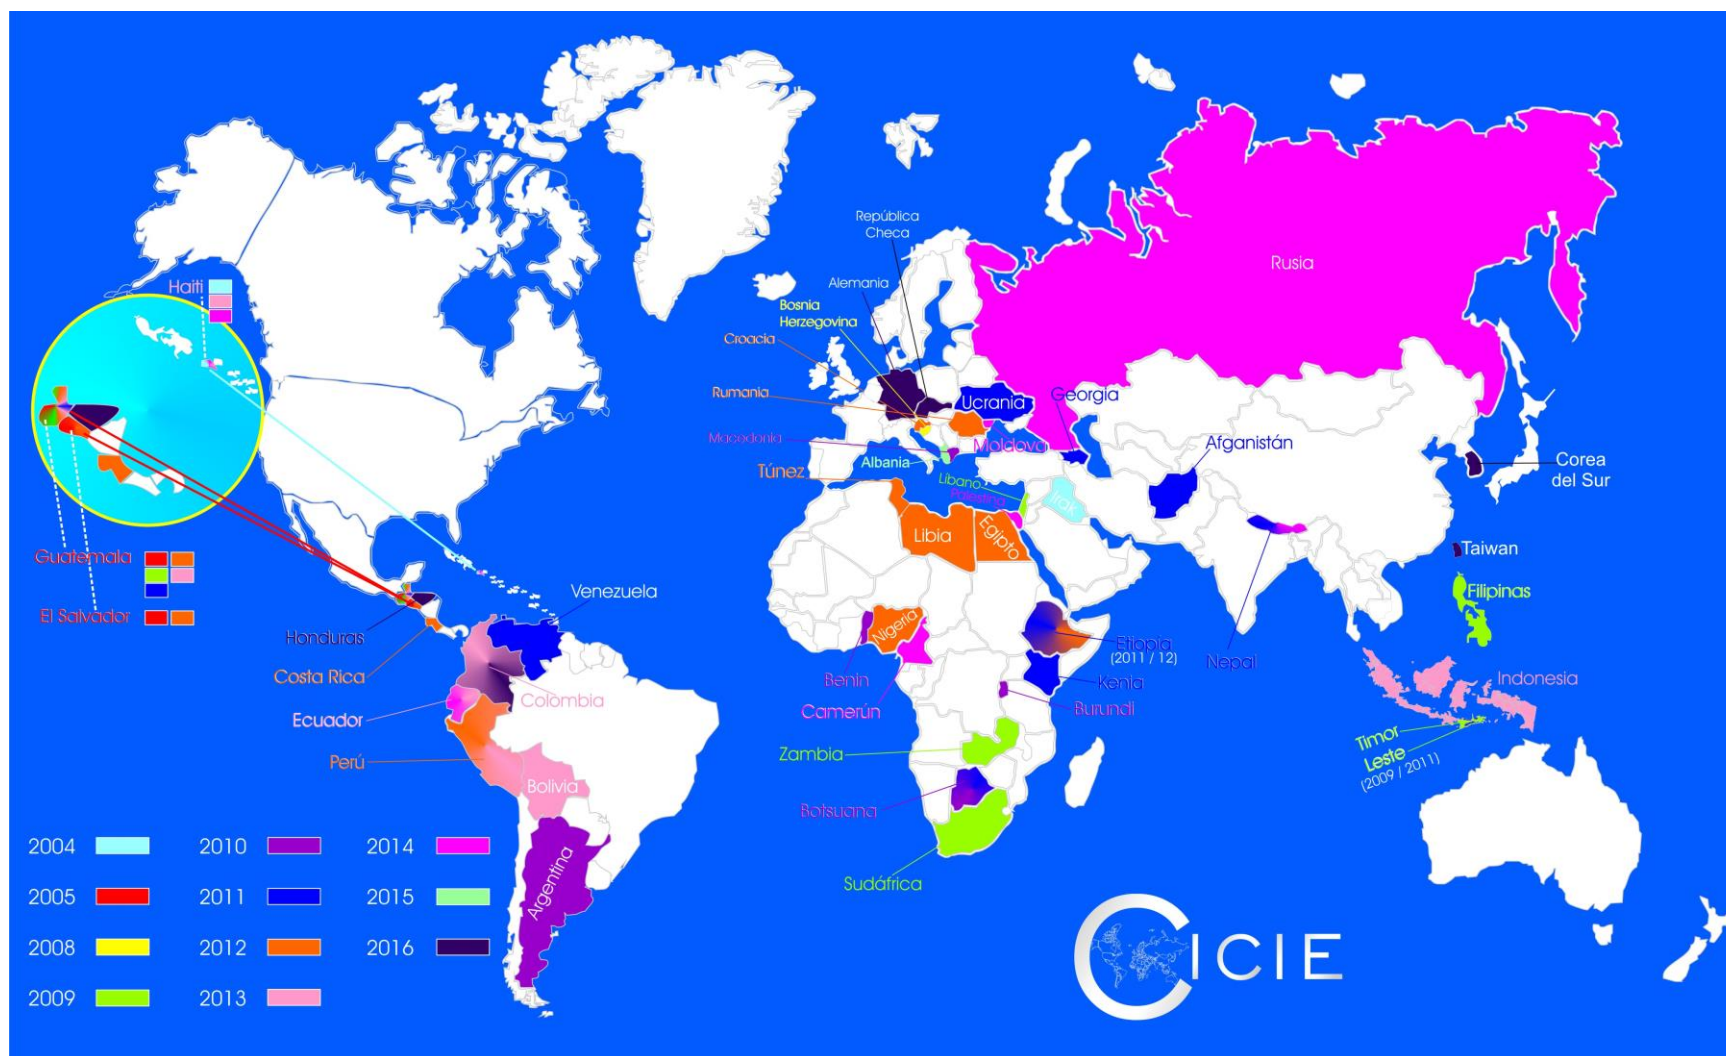 República
Checa
Alemania
Bosnia
Herzegovina
Croacia
Rumania
Macedonia
Albania
Túnez
Haití
Rusia
Ucrania
Georgia
Moldova
Líbano
Palestina
Irak
Afganistán
Corea
del Sur
Taiwan
Filipinas
Libia
Egipto
Guatemala
El Salvador
Honduras
Costa Rica
Venezuela
Colombia
Ecuador
Perú
Bolivia
Argentina
Nigeria
Benin
Camerún
Etiopia
(2011 / 12)
Kenia
Burundi
Nepal
Indonesia
Timor
Leste
(2009 / 2011)
Zambia
Botsuana
Sudáfrica
2004
2010
2014
2005
2011
2015
2008
2012
2016
2009
2013
CICIE